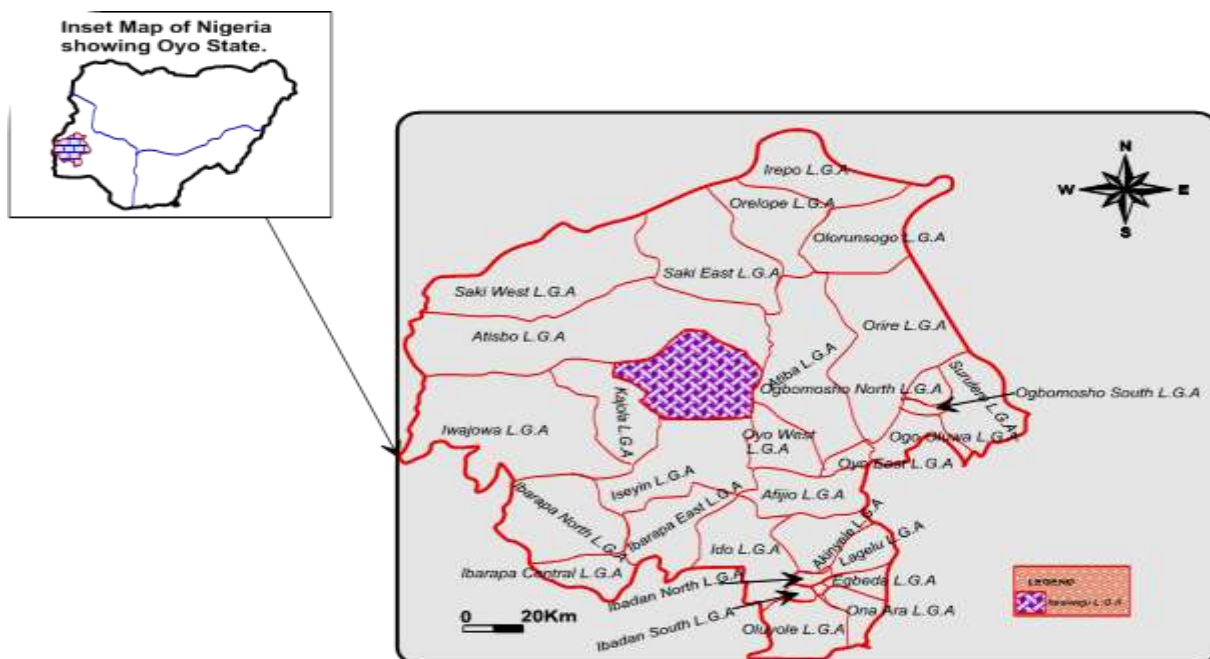 Inset Map of Nigeria
showing Oyo State.
N
W E
S
Irepo L.G.A
Orelope L.G.A
Olorunsogo L.G.A
Saki East L.G.A
Saki West L.G.A
Atisbo L.G.A
Orire L.G.A
Atiba L.G.A
Surulere L.G.A
Ogbomosho North L.G.A
Ogbomosho South L.G.A
Kajola L.G.A
Iwajowa L.G.A
Oyo West
L.G.A
Ogo Oluwa L.G.A
Oyo East L.G.A
Iseyin L.G.A
Afijio L.G.A
Ibarapa North L.G.A
Ibarapa East L.G.A
Akinyele L.G.A
Lagelu L.G.A
Ido L.G.A
Ibarapa Central L.G.A
Ibadan North L.G.A
Egbeda L.G.A
Ibadan South L.G.A
Ona Ara L.G.A
Oluyole L.G.A
0 20Km
LEGEND
L.G.A